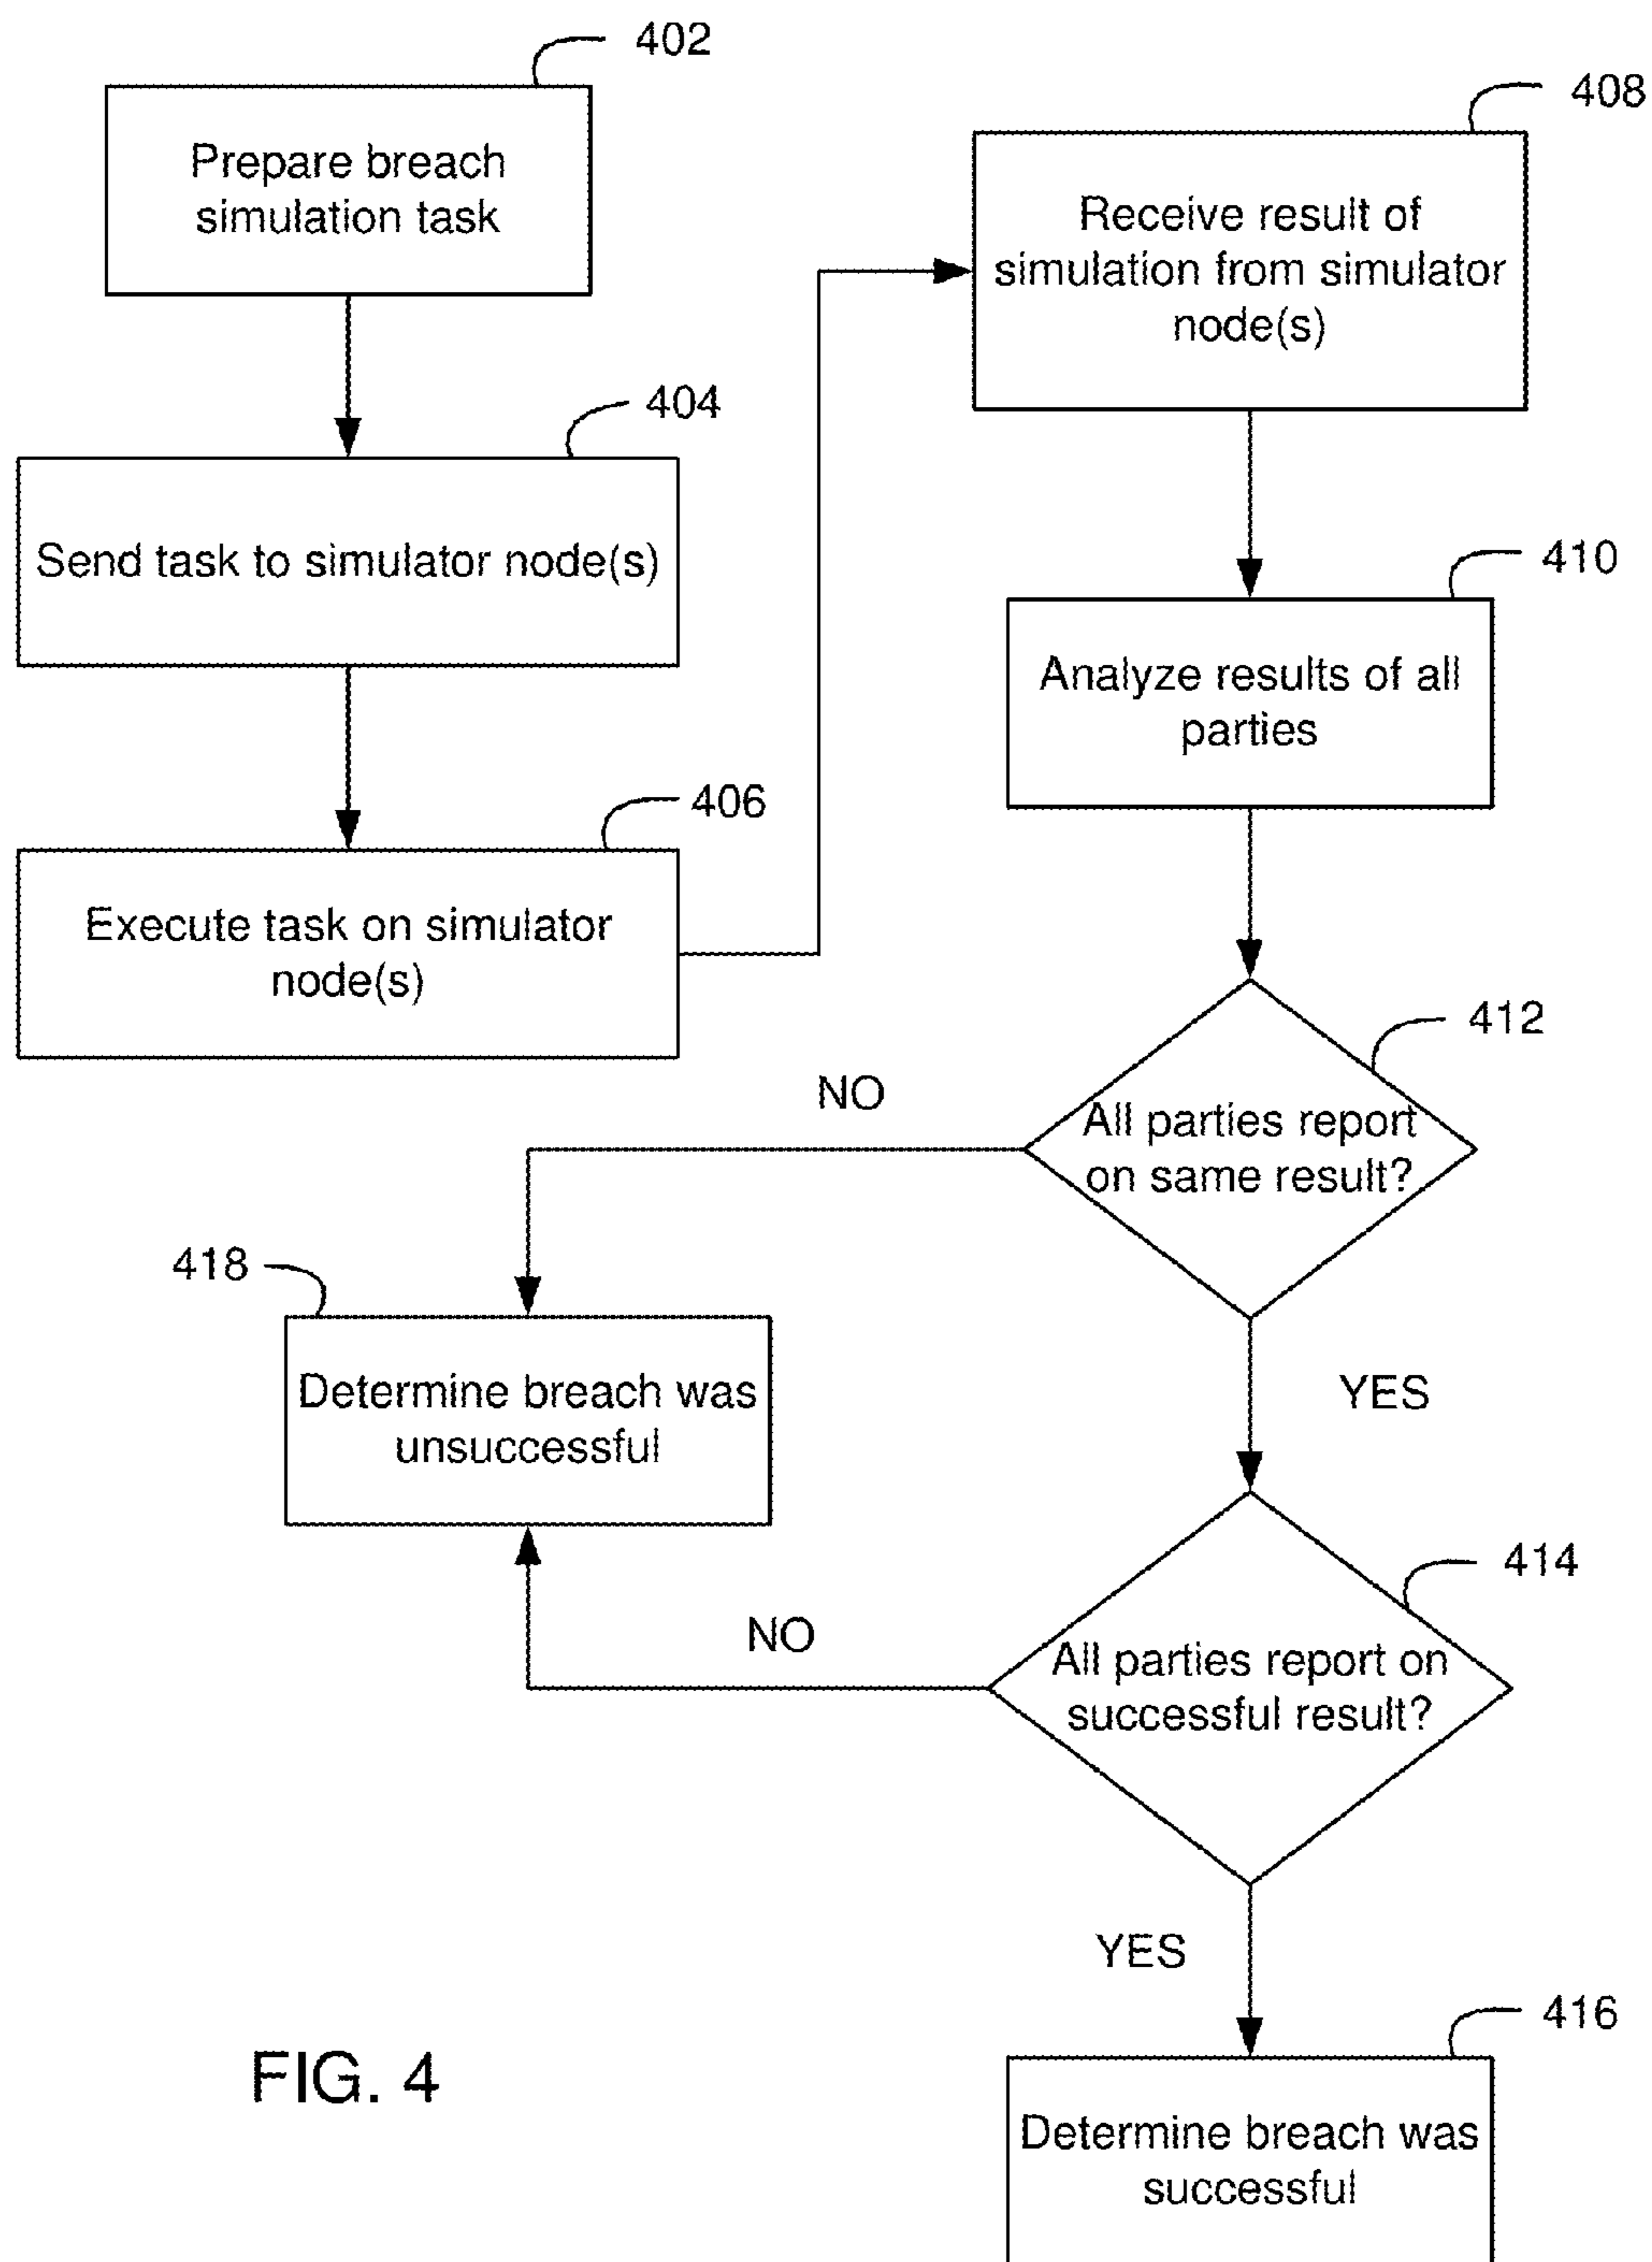 402
Prepare breach
simulation task
404
Send task to simulator node(s)
406
Execute task on simulator
node(s)
408
Receive result of
simulation from simulator
node(s)
410
Analyze results of all
parties
412
All parties report
on same result?
NO
YES
418
Determine breach was
unsuccessful
414
All parties report on
successful result?
NO
YES
416
Determine breach was
successful
FIG. 4